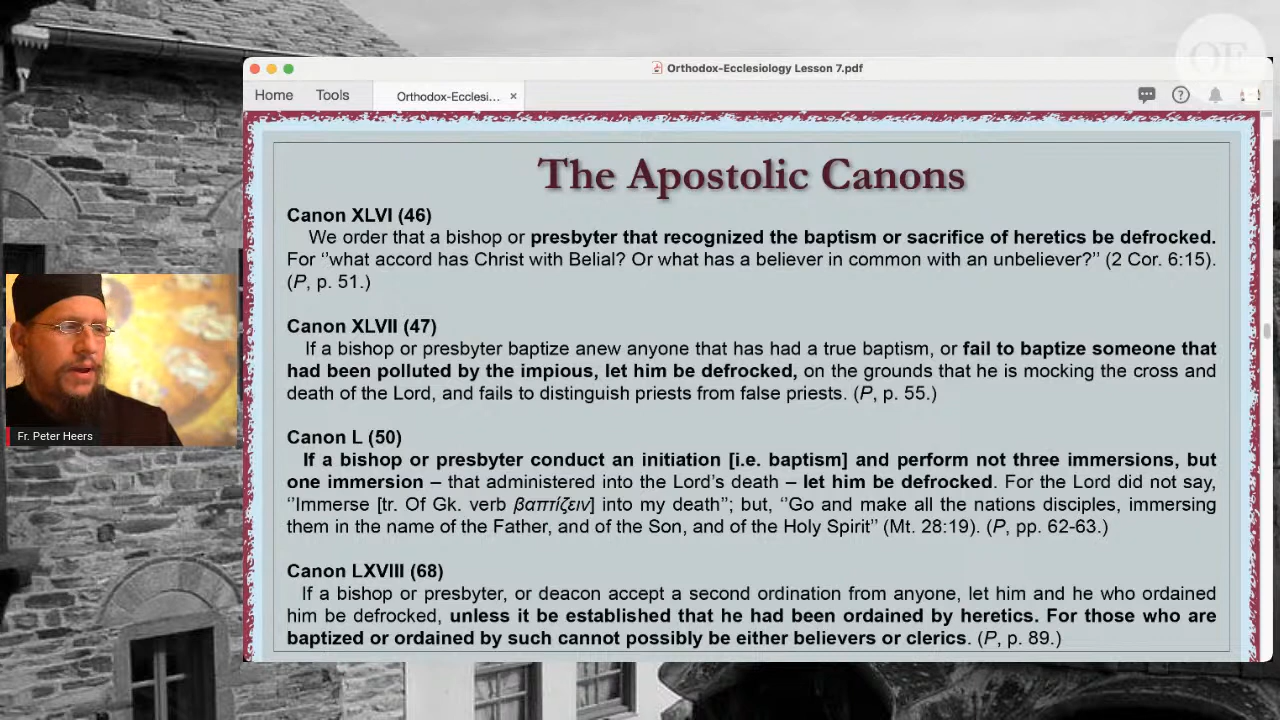 OE
Orthodox-Ecclesiology Lesson 7.pdf
Home Tools Orthodox-Ecclesi... ×
The Apostolic Canons
Canon XLVI (46)
We order that a bishop or presbyter that recognized the baptism or sacrifice of heretics be defrocked.
For ‘‘what accord has Christ with Belial? Or what has a believer in common with an unbeliever?’’ (2 Cor. 6:15).
(P, p. 51.)
Canon XLVII (47)
If a bishop or presbyter baptize anew anyone that has had a true baptism, or fail to baptize someone that
had been polluted by the impious, let him be defrocked, on the grounds that he is mocking the cross and
death of the Lord, and fails to distinguish priests from false priests. (P, p. 55.)
Canon L (50)
If a bishop or presbyter conduct an initiation [i.e. baptism] and perform not three immersions, but
one immersion – that administered into the Lord’s death – let him be defrocked. For the Lord did not say,
‘‘Immerse [tr. Of Gk. verb βαπτίζειν] into my death’’; but, ‘‘Go and make all the nations disciples, immersing
them in the name of the Father, and of the Son, and of the Holy Spirit’’ (Mt. 28:19). (P, pp. 62-63.)
Canon LXVIII (68)
If a bishop or presbyter, or deacon accept a second ordination from anyone, let him and he who ordained
him be defrocked, unless it be established that he had been ordained by heretics. For those who are
baptized or ordained by such cannot possibly be either believers or clerics. (P, p. 89.)
Fr. Peter Heers